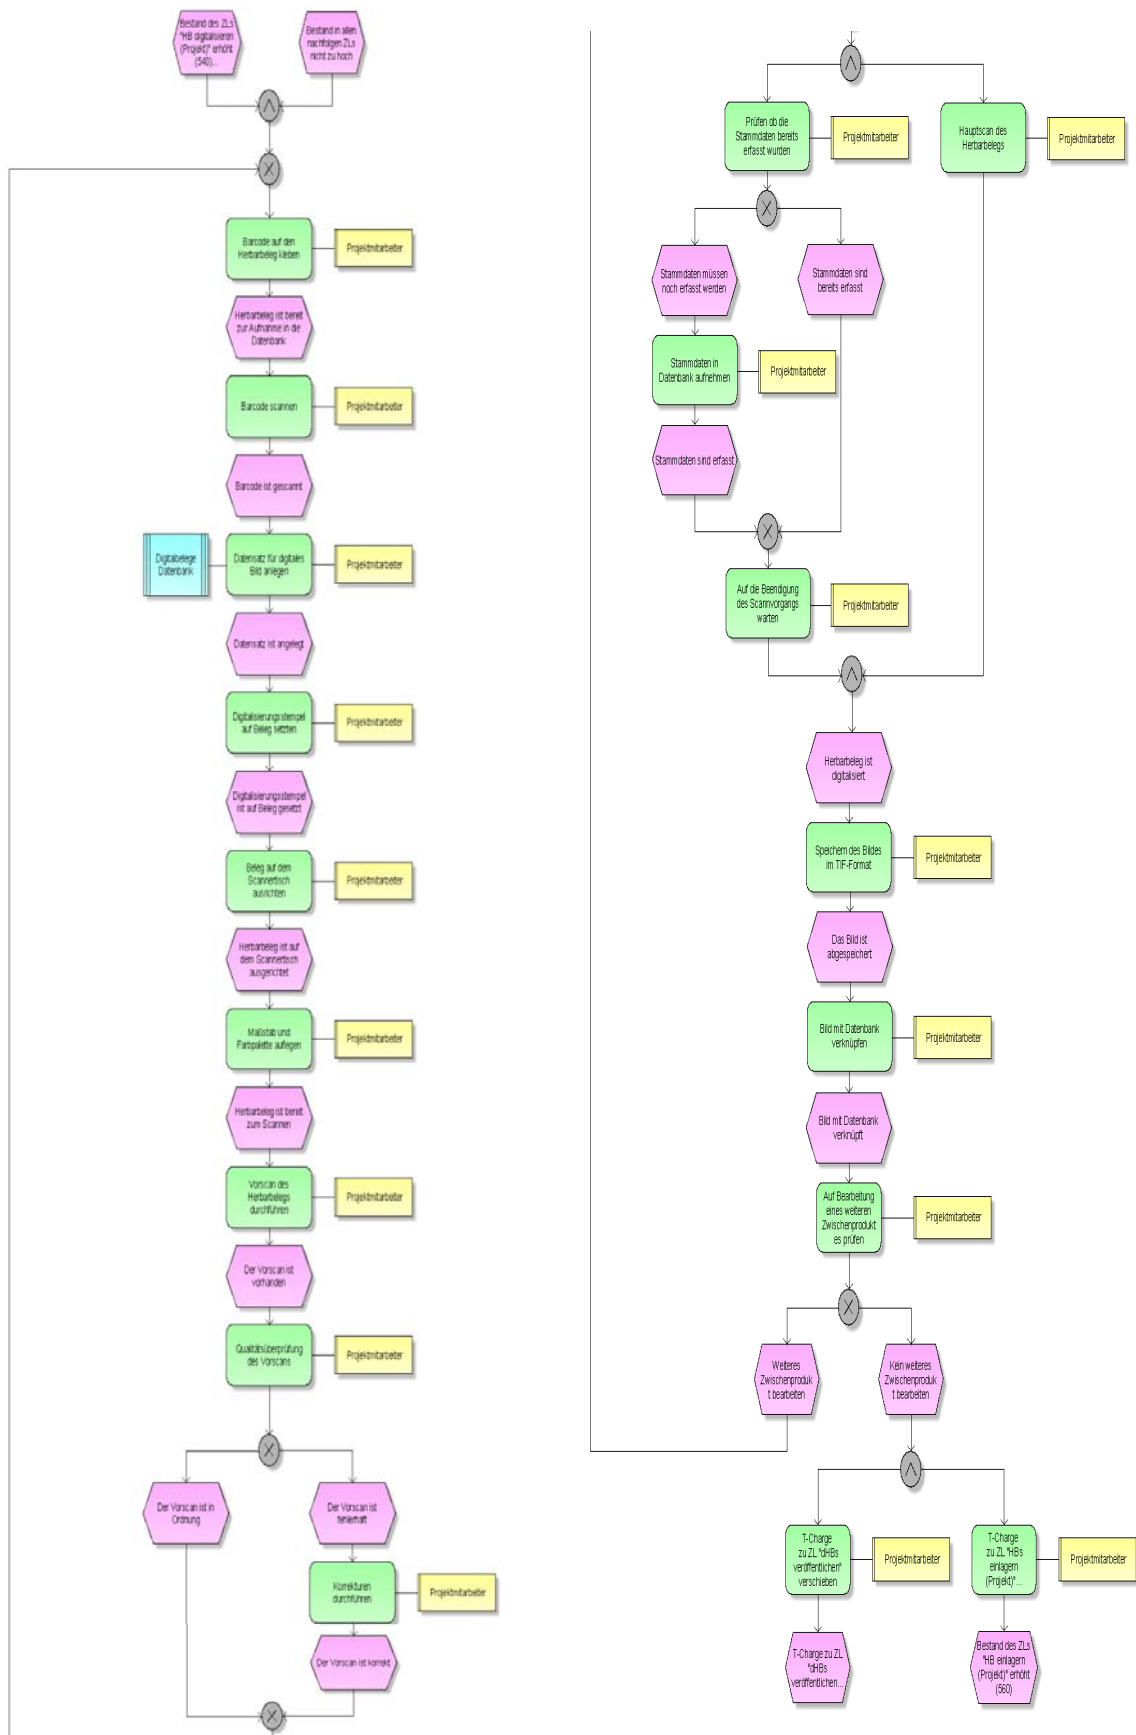 Bestand des ZLs
"HB digitalisieren
(Projekt)" erhöht
(540)...
Bestand in allen
nachfolgen ZLs
nicht zu hoch
Barcode auf den
Herbarbeleg kleben
Projektmitarbeiter
Herbarbeleg ist bereit
zur Aufnahme in die
Datenbank
Barcode scannen
Projektmitarbeiter
Barcode ist gescannt
Digitalbelege
Datenbank
Datensatz für digitales
Bild anlegen
Projektmitarbeiter
Datensatz ist angelegt
Digitalisierungsstempel
auf Beleg setzten
Projektmitarbeiter
Digitalisierungsstempel
ist auf Beleg gesetzt
Beleg auf dem
Scannertisch
ausrichten
Projektmitarbeiter
Herbarbeleg ist auf
dem Scannertisch
ausgerichtet
Maßstab und
Farbpalette auflegen
Projektmitarbeiter
Herbarbeleg ist bereit
zum Scannen
Vorscan des
Herbarbelegs
durchführen
Projektmitarbeiter
Der Vorscan ist
vorhanden
Qualitätsüberprüfung
des Vorscans
Projektmitarbeiter
Der Vorscan ist in
Ordnung
Der Vorscan ist
fehlerhaft
Korrekturen
durchführen
Projektmitarbeiter
Der Vorscan ist korrekt
Prüfen ob die
Stammdaten bereits
erfasst wurden
Projektmitarbeiter
Hauptscan des
Herbarbelegs
Projektmitarbeiter
Stammdaten müssen
noch erfasst werden
Stammdaten sind
bereits erfasst
Stammdaten in
Datenbank aufnehmen
Projektmitarbeiter
Stammdaten sind erfasst
Auf die Beendigung
des Scannvorgangs
warten
Projektmitarbeiter
Herbarbeleg ist
digitalisiert
Speichern des Bildes
im TIF-Format
Projektmitarbeiter
Das Bild ist
abgespeichert
Bild mit Datenbank
verknüpfen
Projektmitarbeiter
Bild mit Datenbank
verknüpft
Auf Bearbeitung
eines weiteren
Zwischenprodukt
es prüfen
Projektmitarbeiter
Weiteres
Zwischenproduk
t bearbeiten
Kein weiteres
Zwischenproduk
t bearbeiten
T-Charge
zu ZL "dHBs
veröffentlichen"
verschieben
Projektmitarbeiter
T-Charge
zu ZL "HBs
einlagern
(Projekt)"...
Projektmitarbeiter
T-Charge zu ZL
"dHBs
veröffentlichen...
Bestand des ZLs
"HB einlagern
(Projekt)" erhöht
(560)